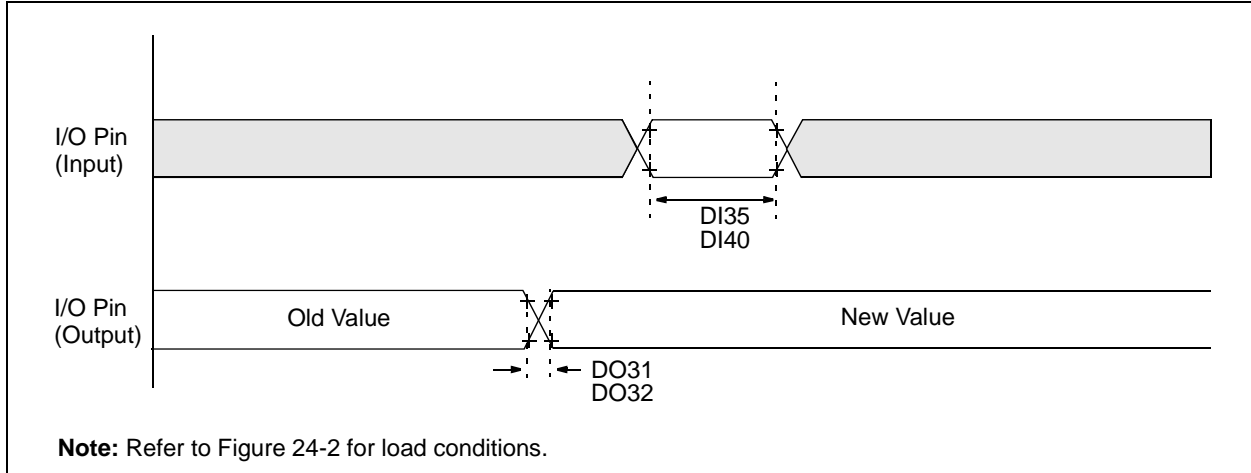 I/O Pin
(Input)
DI35
DI40
I/O Pin
(Output)
Old Value
New Value
DO31
DO32
Note: Refer to Figure 24-2 for load conditions.